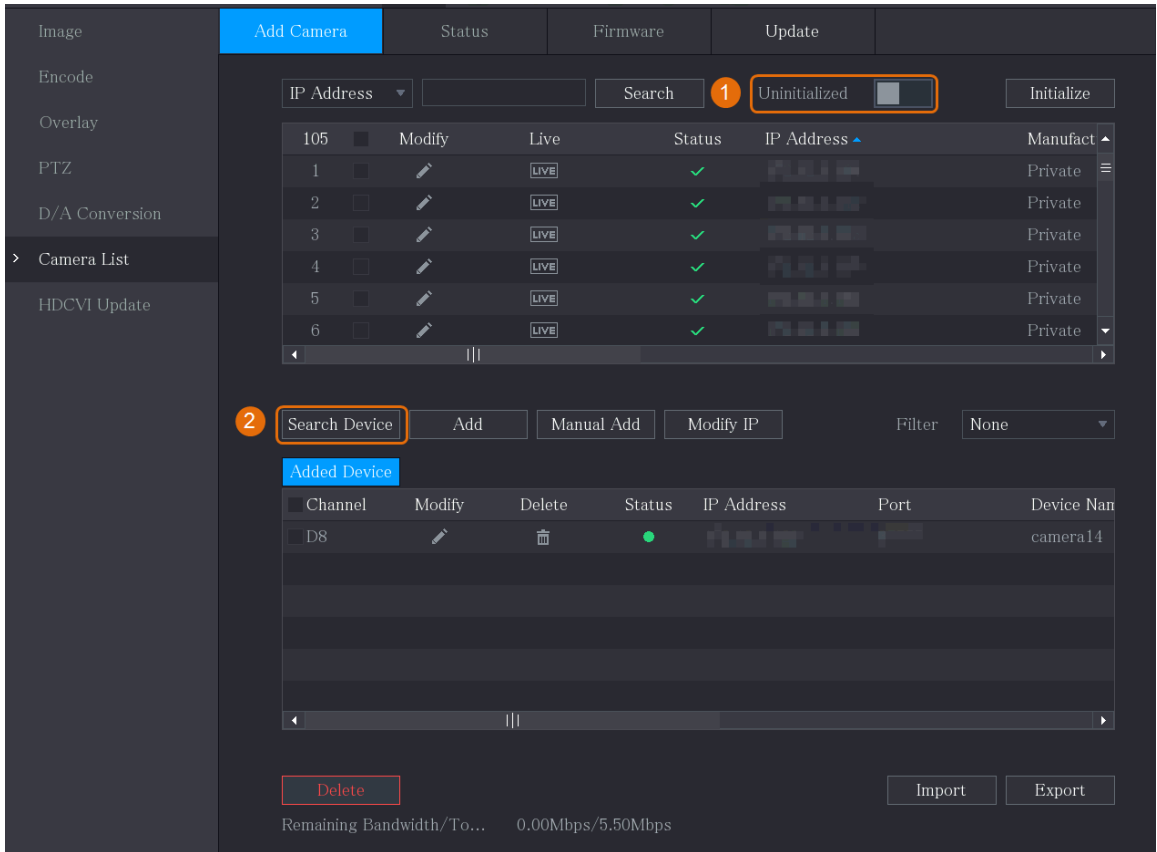 Image
Encode
Overlay
PTZ
D/A Conversion
Camera List
HDCVI Update
Add Camera Status Firmware Update
IP Address Search 1 Uninitialized Initialize
105 Modify Live Status IP Address Manufact
1 LIVE Private
2 LIVE Private
3 LIVE Private
4 LIVE Private
5 LIVE Private
6 LIVE Private
2 Search Device Add Manual Add Modify IP Filter None
Added Device
Channel Modify Delete Status IP Address Port Device Nan
D8 camera14
Delete Import Export
Remaining Bandwidth/To... 0.00Mbps/5.50Mbps